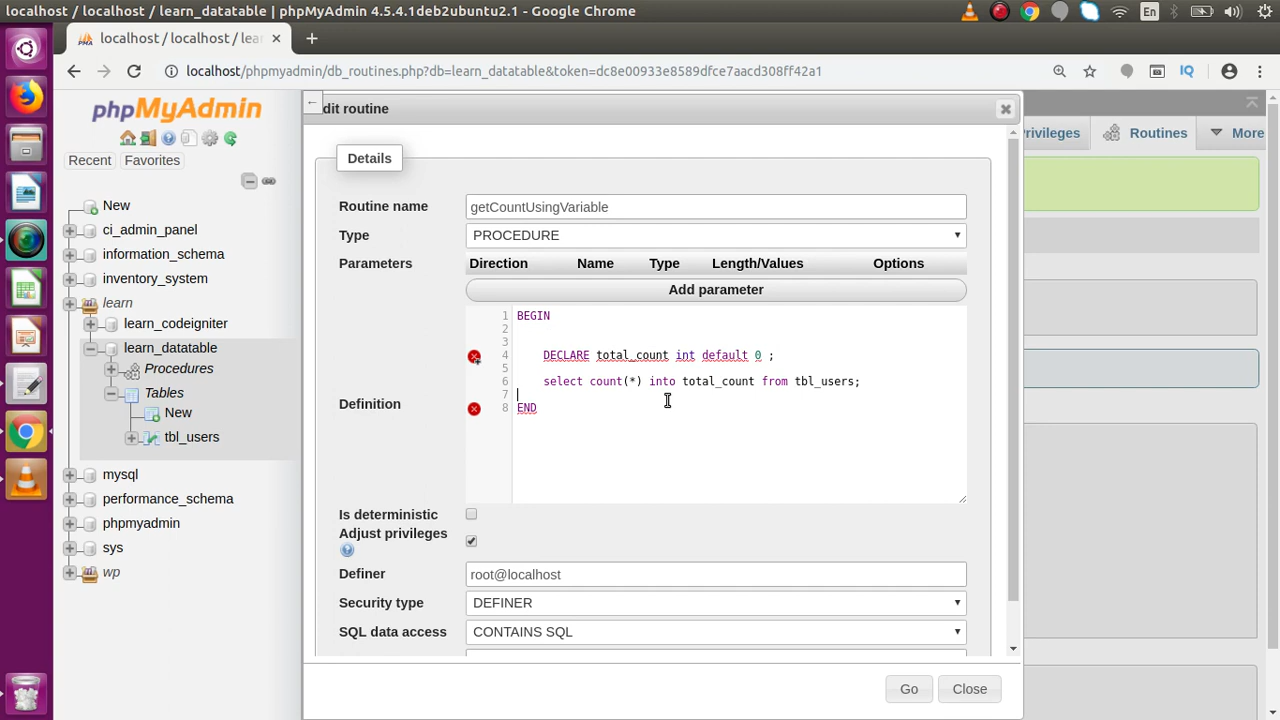 localhost / localhost / learn_datatable | phpMyAdmin 4.5.4.1deb2ubuntu2.1 - Google Chrome
En
localhost / localhost / lear
localhost/phpmyadmin/db_routines.php?db=learn_datatable&token=dc8e00933e8589dfce7aacd308ff42a1
IQ
phpMyAdmin
Recent Favorites
New
ci_admin_panel
information_schema
inventory_system
learn
learn_codeigniter
learn_datatable
Procedures
Tables
New
tbl_users
mysql
performance_schema
phpmyadmin
sys
wp
rivileges Routines More
dit routine
Details
Routine name getCountUsingVariable
Type PROCEDURE
Parameters Direction Name Type Length/Values Options
Add parameter
Definition
1 BEGIN
2
3
4 DECLARE total_count int default 0 ;
5
6 select count(*) into total_count from tbl_users;
7
8 END
Is deterministic
Adjust privileges
Definer root@localhost
Security type DEFINER
SQL data access CONTAINS SQL
Go Close